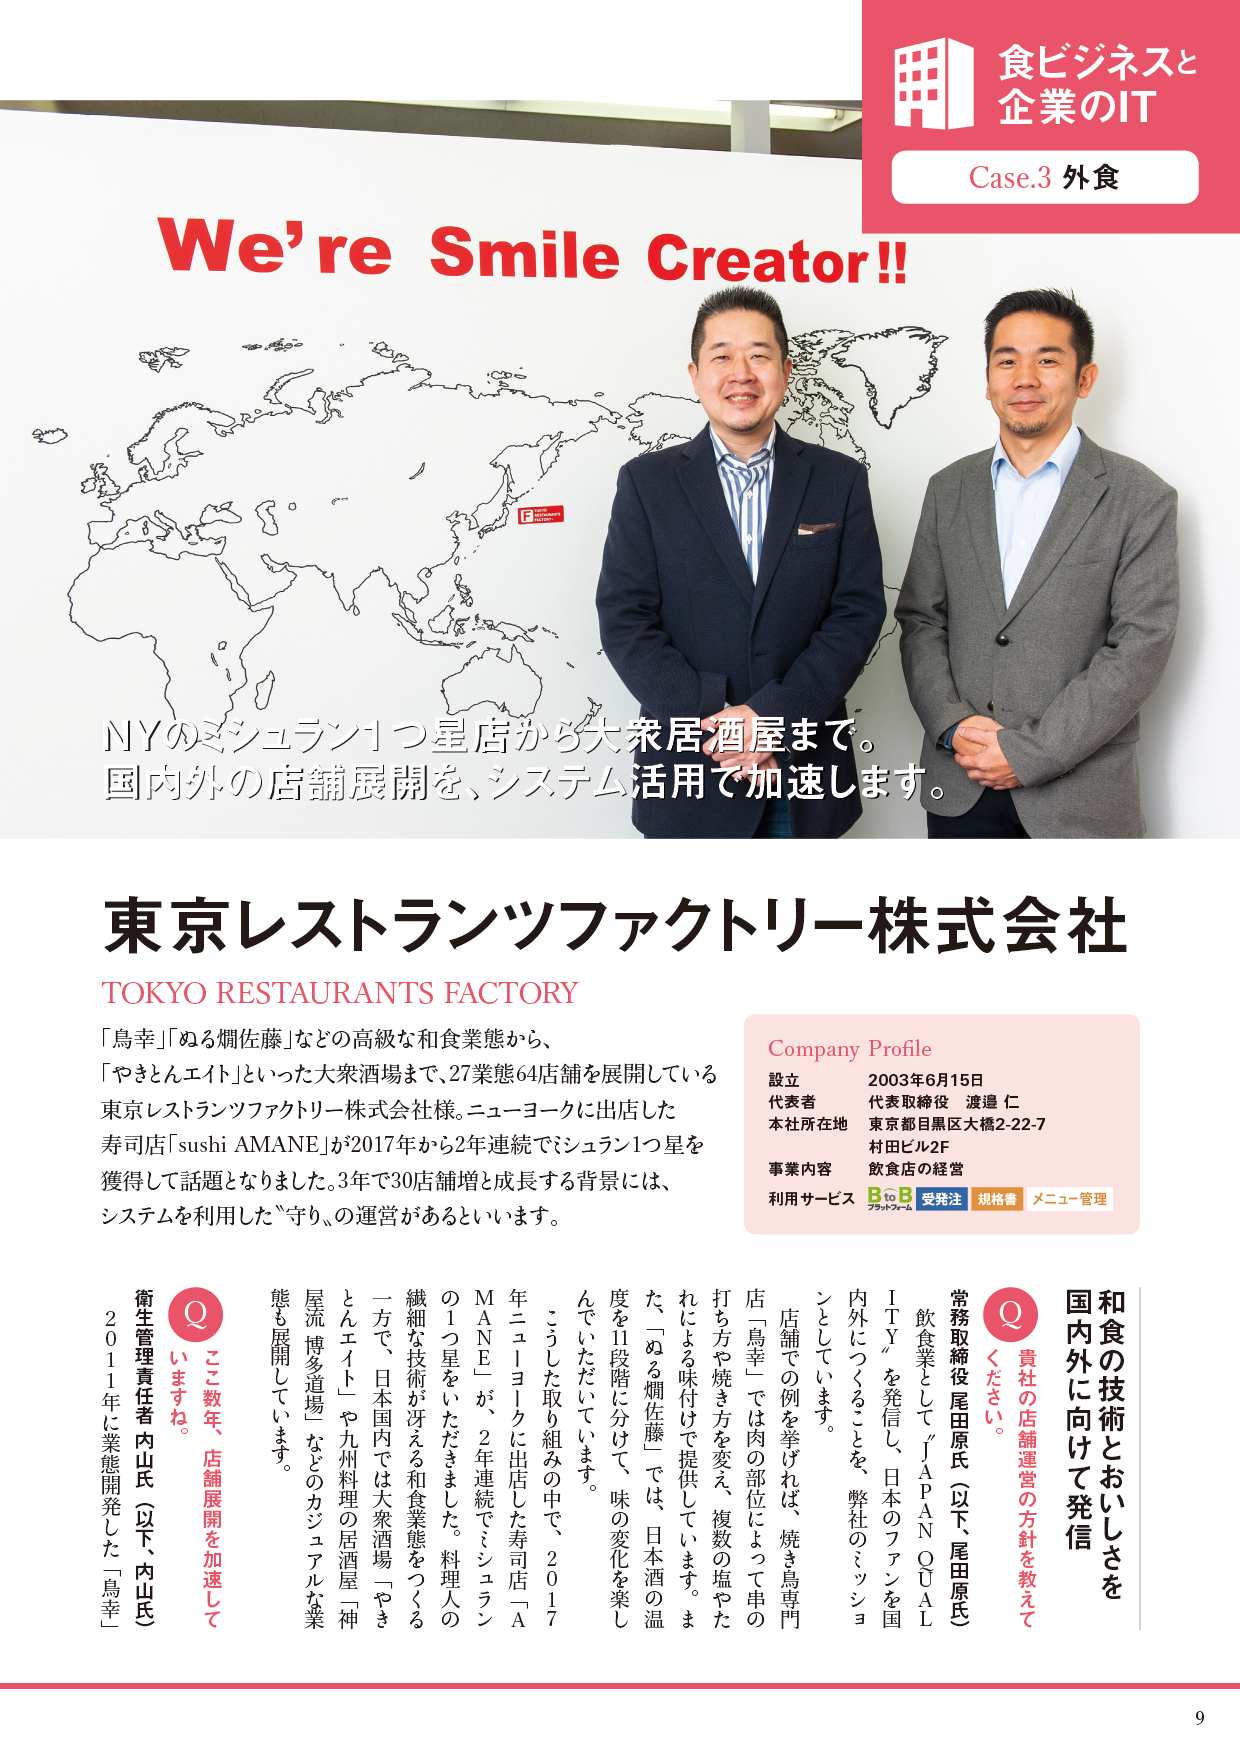 食ビジネスと
企業のIT
Case.3 外食
We're Smile Creator!!
F TOKYO RESTAURANTS FACTORY
NYのミシュラン1つ星店から大衆居酒屋まで。
国内外の店舗展開を、システム活用で加速します。
東京レストランツファクトリー株式会社
TOKYO RESTAURANTS FACTORY
「鳥幸」「ぬる燗佐藤」などの高級な和食業態から、
「やきとんエイト」といった大衆酒場まで、27業態64店舗を展開している
東京レストランツファクトリー株式会社様。ニューヨークに出店した
寿司店「sushi AMANE」が2017年から2年連続でミシュラン1つ星を
獲得して話題となりました。3年で30店舗増と成長する背景には、
システムを利用した〝守り〟の運営があるといいます。
Company Profile
設立 2003年6月15日
代表者 代表取締役 渡邉 仁
本社所在地 東京都目黒区大橋2-22-7
村田ビル2F
事業内容 飲食店の経営
利用サービス BtoB プラットフォーム 受発注 規格書 メニュー管理
和食の技術とおいしさを
国内外に向けて発信
Q 貴社の店舗運営の方針を教えて
ください。
常務取締役 尾田原氏（以下、尾田原氏）
飲食業として〝JAPAN QUAL
ITY〟を発信し、日本のファンを国
内外につくることを、弊社のミッショ
ンとしています。
店舗での例を挙げれば、焼き鳥専門
店「鳥幸」では肉の部位によって串の
打ち方や焼き方を変え、複数の塩やた
れによる味付けで提供しています。ま
た、「ぬる燗佐藤」では、日本酒の温
度を11段階に分けて、味の変化を楽し
んでいただいています。
こうした取り組みの中で、2017
年ニューヨークに出店した寿司店「A
MANE」が、2年連続でミシュラン
の1つ星をいただきました。料理人の
繊細な技術が冴える和食業態をつくる
一方で、日本国内では大衆酒場「やき
とんエイト」や九州料理の居酒屋「神
屋流 博多道場」などのカジュアルな業
態も展開しています。
Q ここ数年、店舗展開を加速して
いますね。
衛生管理責任者 内山氏（以下、内山氏）
2011年に業態開発した「鳥幸」
9